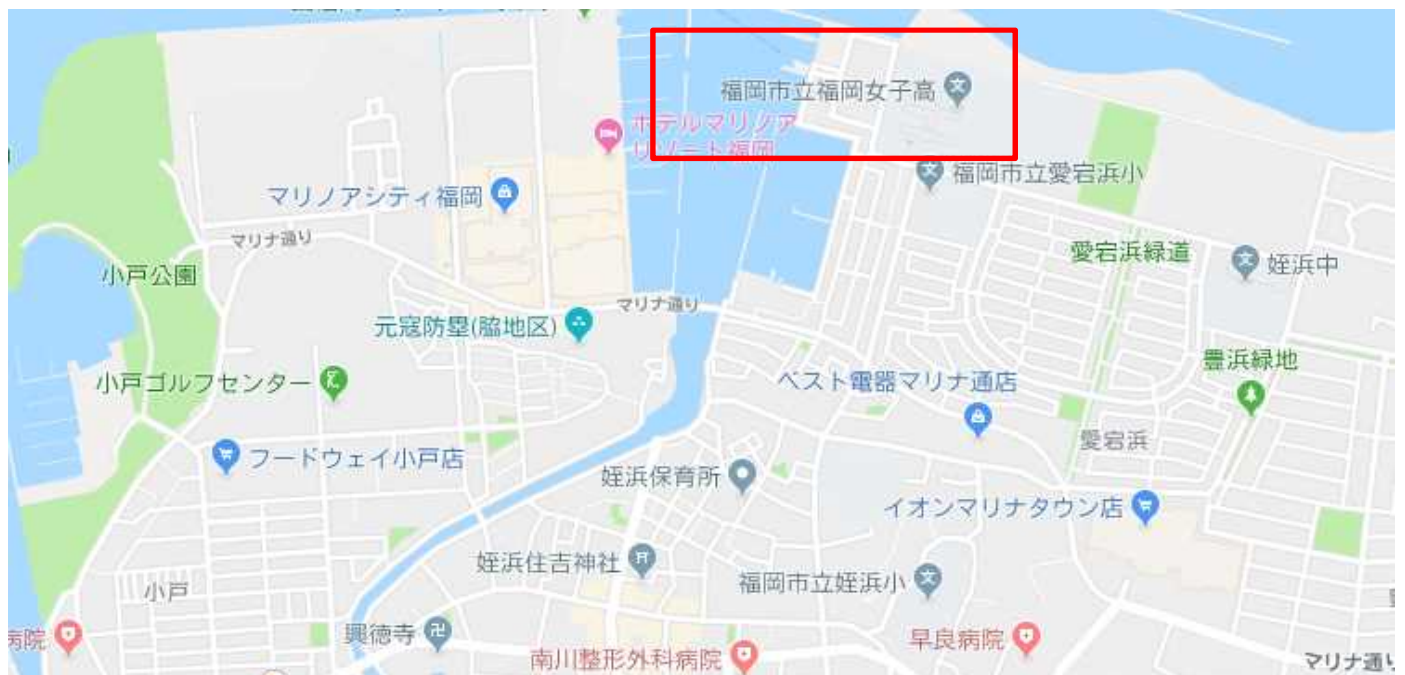 福岡市立福岡女子高
ホテルマリノア
リゾート福岡
福岡市立愛宕浜小
マリノアシティ福岡
マリナ通り
愛宕浜緑道
姪浜中
小戸公園
マリナ通り
元寇防塁(脇地区)
豊浜緑地
小戸ゴルフセンター
ベスト電器マリナ通店
愛宕浜
フードウェイ小戸店
姪浜保育所
イオンマリナタウン店
姪浜住吉神社
福岡市立姪浜小
小戸
病院
興徳寺
早良病院
南川整形外科病院
マリナ通り